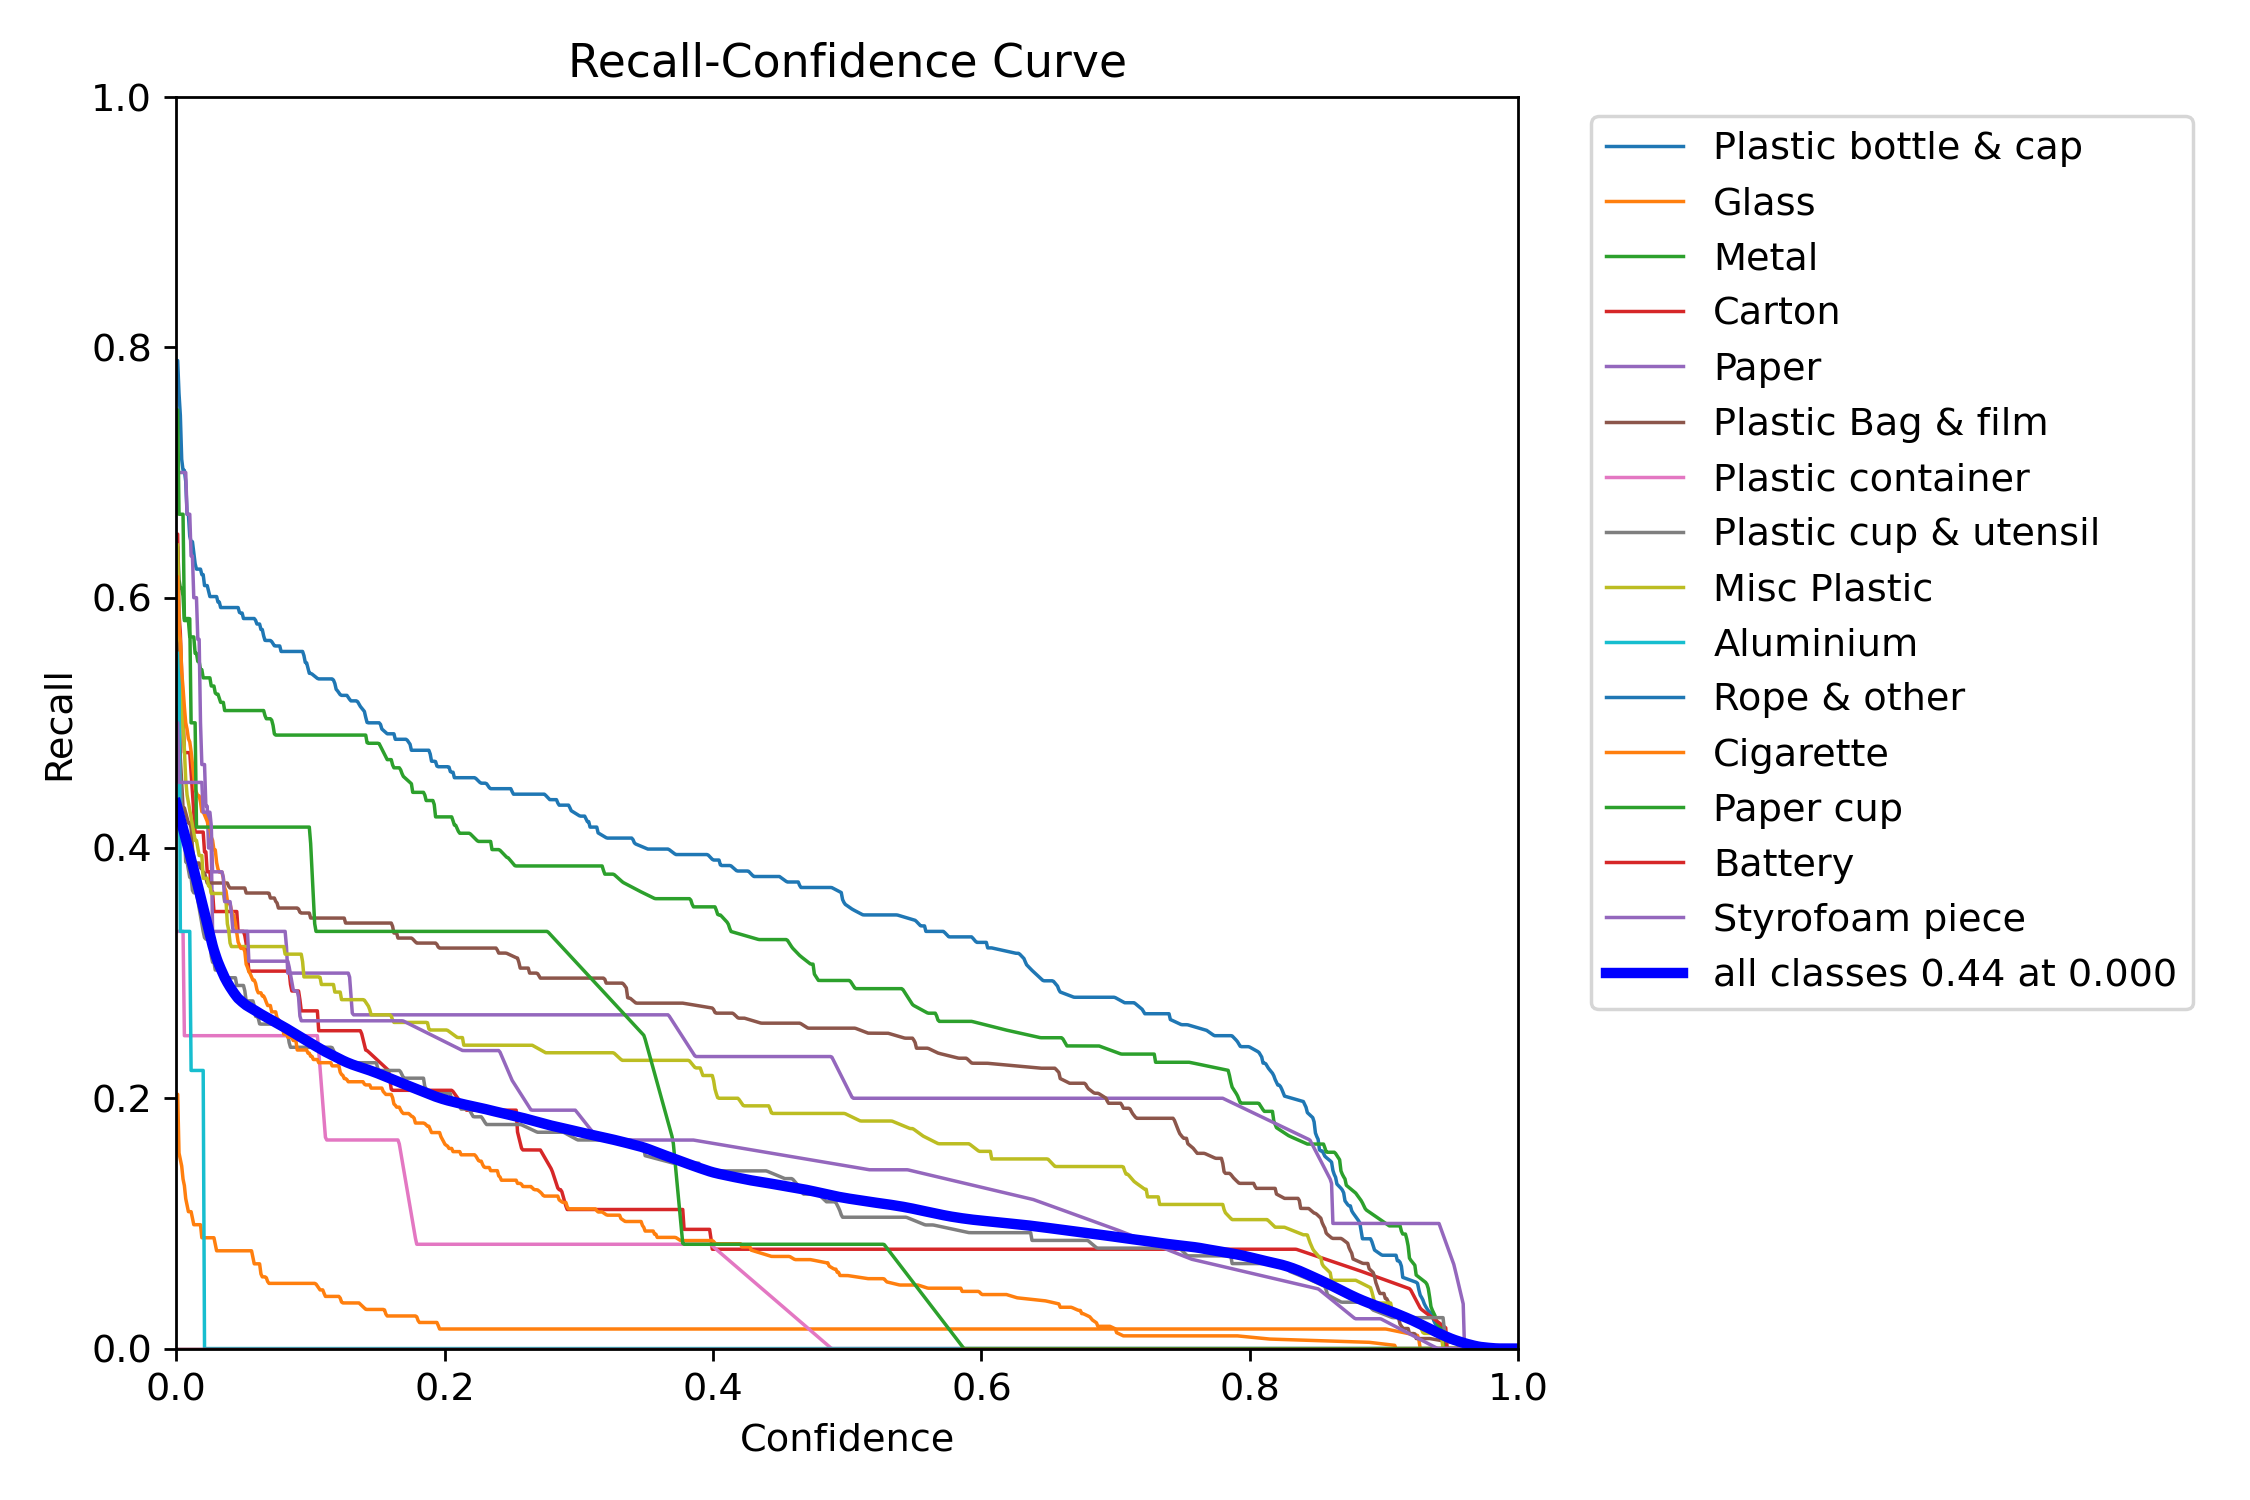 Recall-Confidence Curve
1.0
0.8
0.6
0.4
0.2
0.0
Recall
0.0 0.2 0.4 0.6 0.8 1.0
Confidence
Plastic bottle & cap
Glass
Metal
Carton
Paper
Plastic Bag & film
Plastic container
Plastic cup & utensil
Misc Plastic
Aluminium
Rope & other
Cigarette
Paper cup
Battery
Styrofoam piece
all classes 0.44 at 0.000